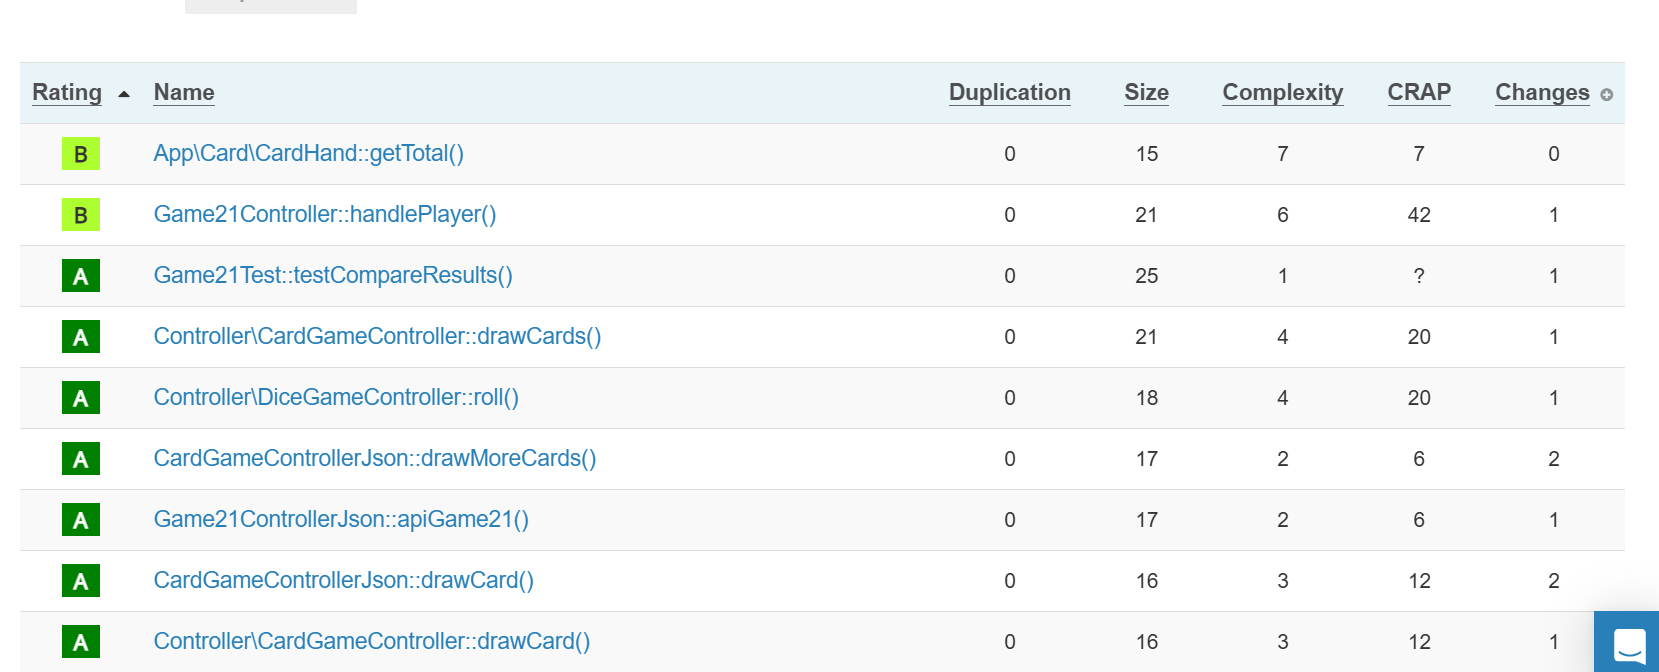 Rating Name Duplication Size Complexity CRAP Changes
B App\Card\CardHand::getTotal() 0 15 7 7 0
B Game21Controller::handlePlayer() 0 21 6 42 1
A Game21Test::testCompareResults() 0 25 1 ? 1
A Controller\CardGameController::drawCards() 0 21 4 20 1
A Controller\DiceGameController::roll() 0 18 4 20 1
A CardGameControllerJson::drawMoreCards() 0 17 2 6 2
A Game21ControllerJson::apiGame21() 0 17 2 6 1
A CardGameControllerJson::drawCard() 0 16 3 12 2
A Controller\CardGameController::drawCard() 0 16 3 12 1